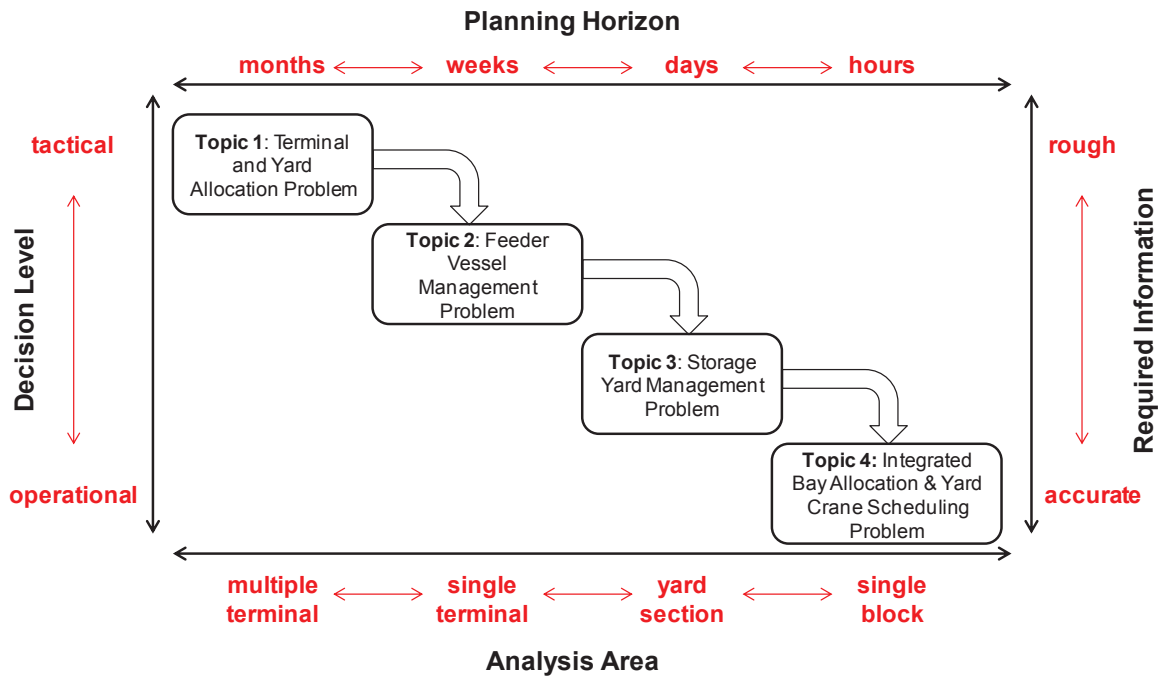 Planning Horizon
months weeks days hours
tactical
rough
Topic 1: Terminal
and Yard
Allocation Problem
Topic 2: Feeder
Vessel
Management
Problem
Decision Level
Required Information
Topic 3: Storage
Yard Management
Problem
Topic 4: Integrated
Bay Allocation & Yard
Crane Scheduling
Problem
operational
accurate
multiple
terminal
single
terminal
yard
section
single
block
Analysis Area